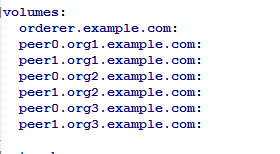 volumes:
  orderer.example.com:
  peer0.org1.example.com:
  peer1.org1.example.com:
  peer0.org2.example.com:
  peer1.org2.example.com:
  peer0.org3.example.com:
  peer1.org3.example.com: